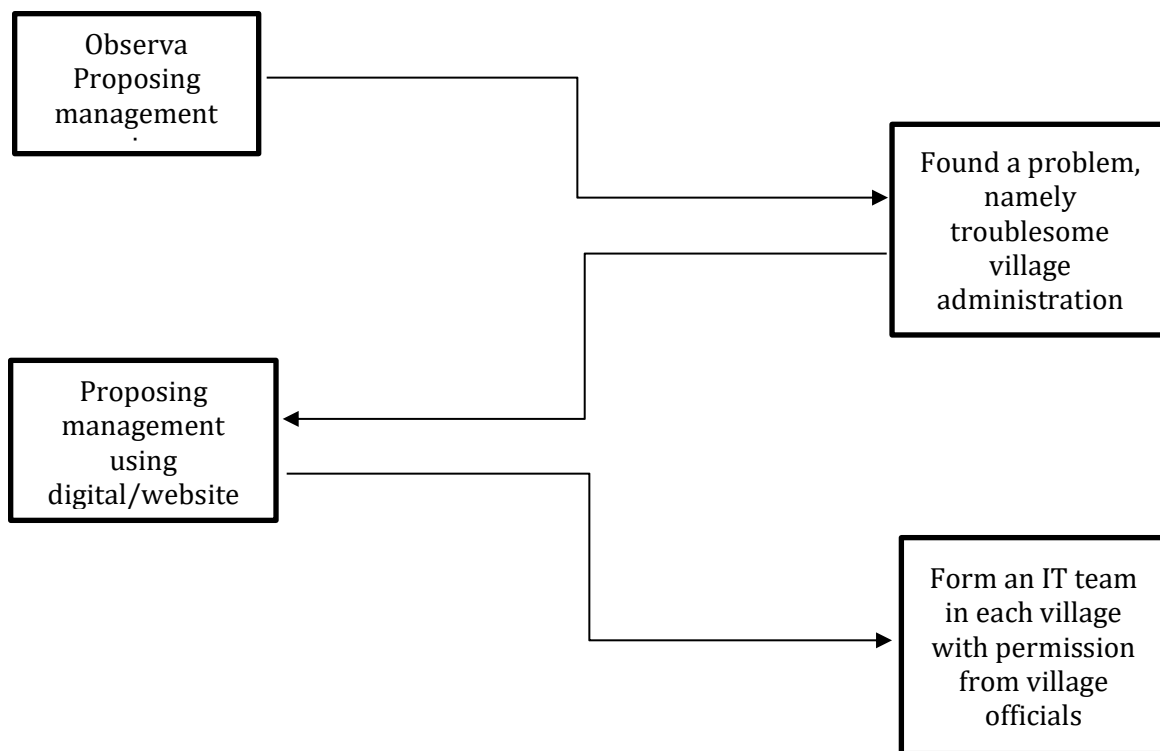 Observa
Proposing
management
Found a problem,
namely
troublesome
village
administration
Proposing
management
using
digital/website
Form an IT team
in each village
with permission
from village
officials